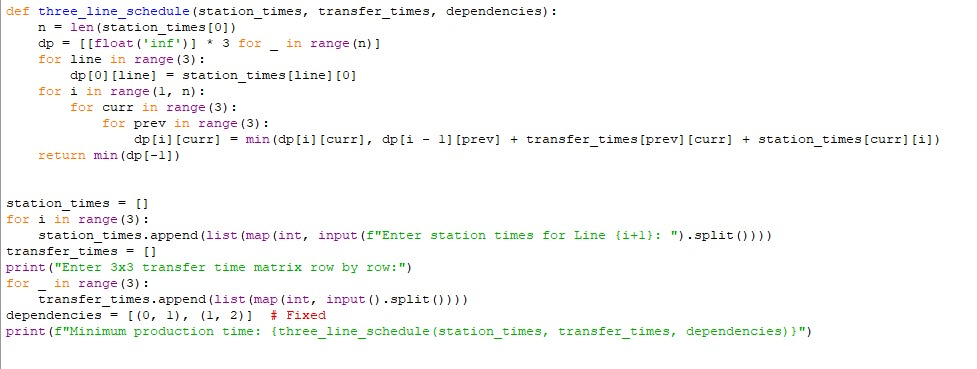 def three_line_schedule(station_times, transfer_times, dependencies):
    n = len(station_times[0])
    dp = [[float('inf')] * 3 for _ in range(n)]
    for line in range(3):
        dp[0][line] = station_times[line][0]
    for i in range(1, n):
        for curr in range(3):
            for prev in range(3):
                dp[i][curr] = min(dp[i][curr], dp[i - 1][prev] + transfer_times[prev][curr] + station_times[curr][i])
    return min(dp[-1])
station_times = []
for i in range(3):
    station_times.append(list(map(int, input(f"Enter station times for Line {i+1}: ").split())))
transfer_times = []
print("Enter 3x3 transfer time matrix row by row:")
for _ in range(3):
    transfer_times.append(list(map(int, input().split())))
dependencies = [(0, 1), (1, 2)]  # Fixed
print(f"Minimum production time: {three_line_schedule(station_times, transfer_times, dependencies)}")